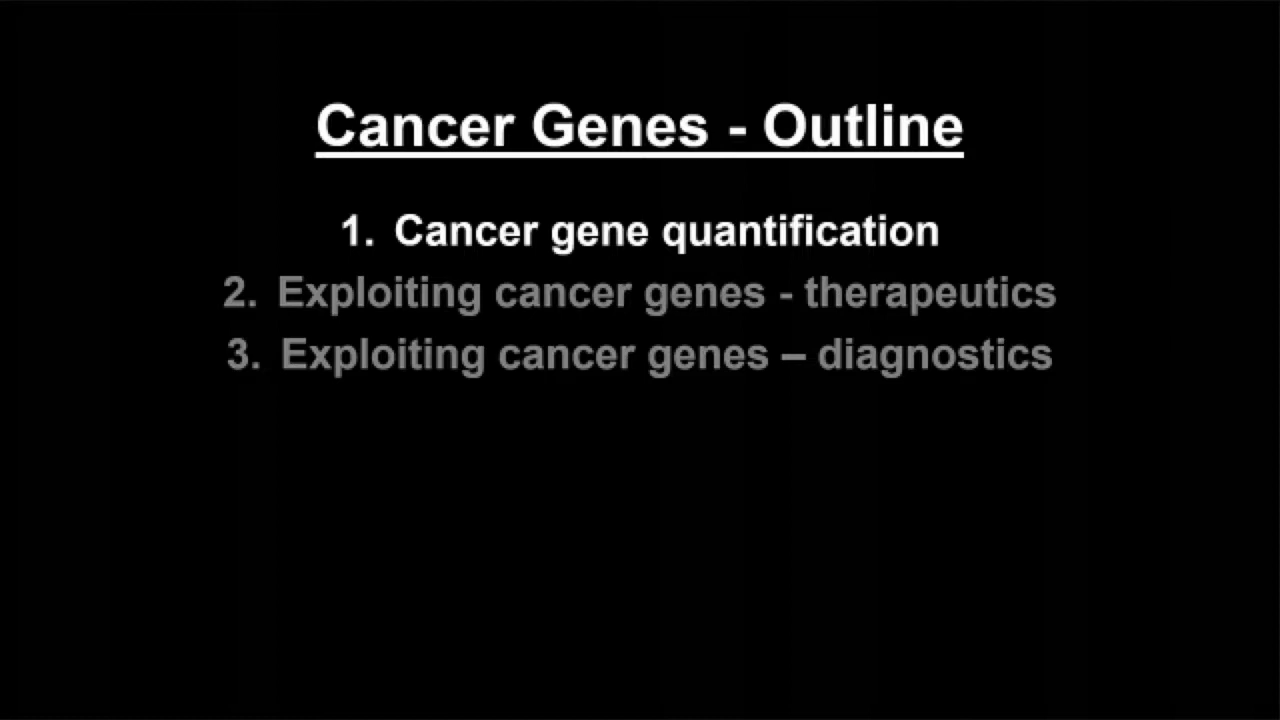 Cancer Genes - Outline
1. Cancer gene quantification
2. Exploiting cancer genes - therapeutics
3. Exploiting cancer genes – diagnostics